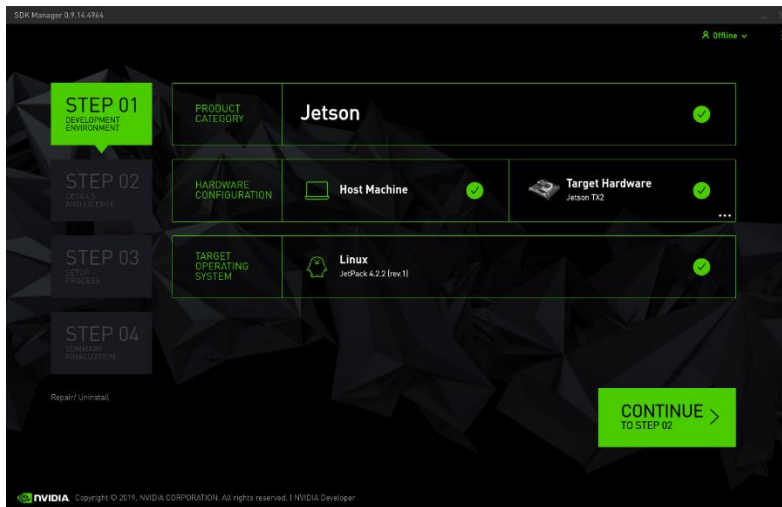 SDK Manager 0.9.14.4964
Offline
STEP 01
DEVELOPMENT
ENVIRONMENT
PRODUCT
CATEGORY
Jetson
STEP 02
DETAILS
AND LICENSE
HARDWARE
CONFIGURATION
Host Machine
Target Hardware
Jetson TX2
...
STEP 03
SETUP
PROCESS
TARGET
OPERATING
SYSTEM
Linux
JetPack 4.2.2 (rev.1)
STEP 04
SUMMARY
FINALIZATION
Repair/ Uninstall
CONTINUE >
TO STEP 02
NVIDIA. Copyright © 2019, NVIDIA CORPORATION. All rights reserved. | NVIDIA Developer